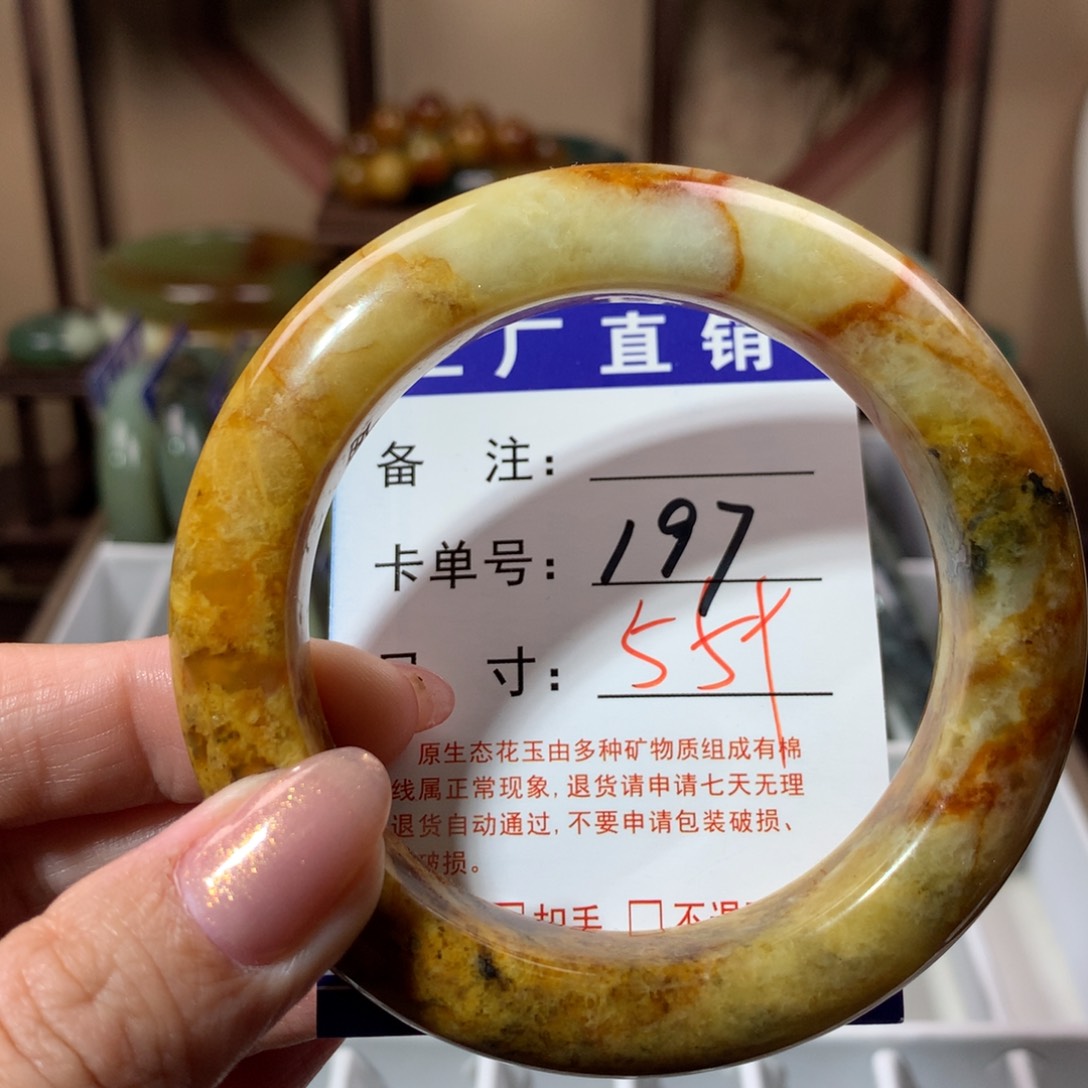 厂直销
备 注:
卡单号: 197
寸: 55
原生态花玉由多种矿物质组成有棉
线属正常现象,退货请申请七天无理
退货自动通过,不要申请包装破损、
破损。
扣手 □不退